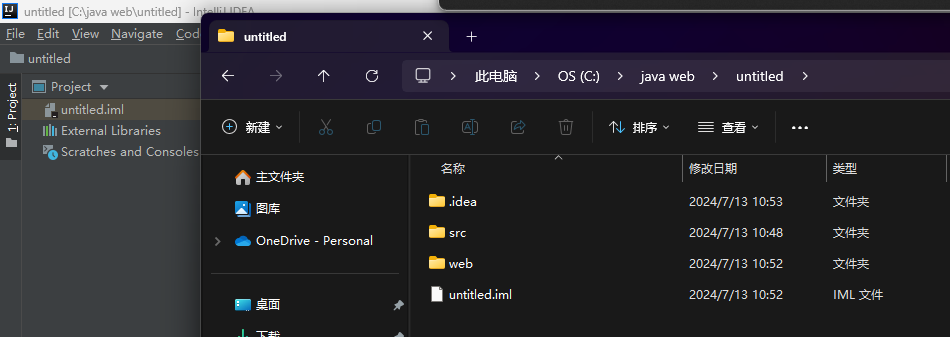 untitled [C:\java web\untitled] - IntelliJ IDEA
File Edit View Navigate Cod
untitled
1: Project
Project
untitled.iml
External Libraries
Scratches and Consoles
untitled
此电脑 > OS (C:) > java web > untitled >
新建 排序 查看
主文件夹
图库
OneDrive - Personal
桌面
下载
名称 修改日期 类型
.idea 2024/7/13 10:53 文件夹
src 2024/7/13 10:48 文件夹
web 2024/7/13 10:52 文件夹
untitled.iml 2024/7/13 10:52 IML 文件